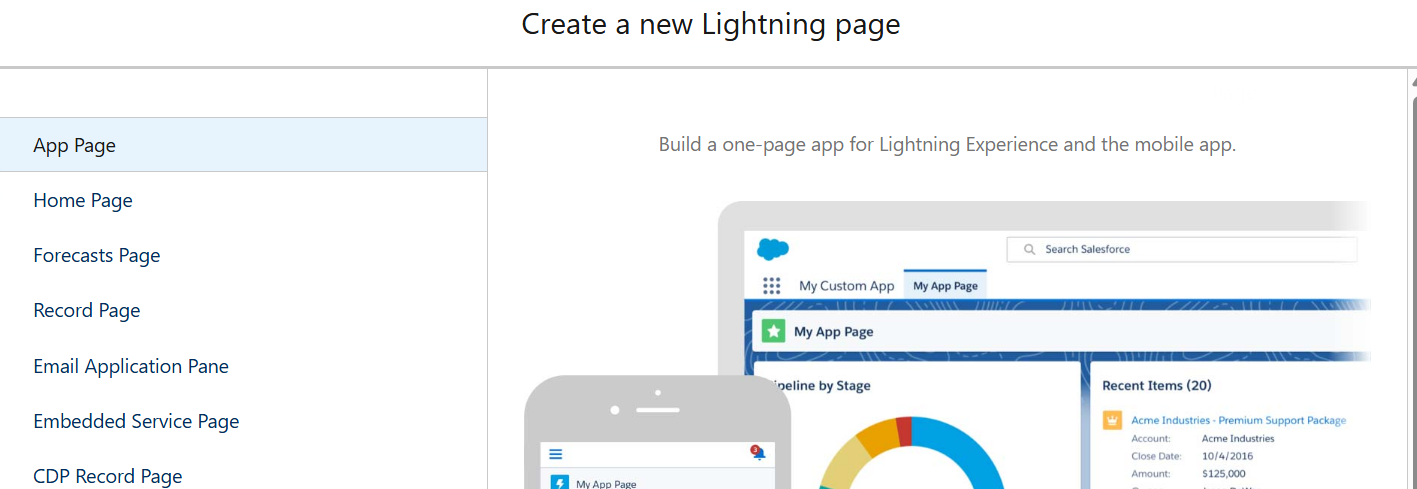 Create a new Lightning page
App Page
Home Page
Forecasts Page
Record Page
Email Application Pane
Embedded Service Page
CDP Record Page
Build a one-page app for Lightning Experience and the mobile app.
Search Salesforce
My Custom App
My App Page
My App Page
Pipeline by Stage
Recent Items (20)
Acme Industries - Premium Support Package
Account: Acme Industries
Close Date: 10/4/2016
Amount: $125,000
My App Page